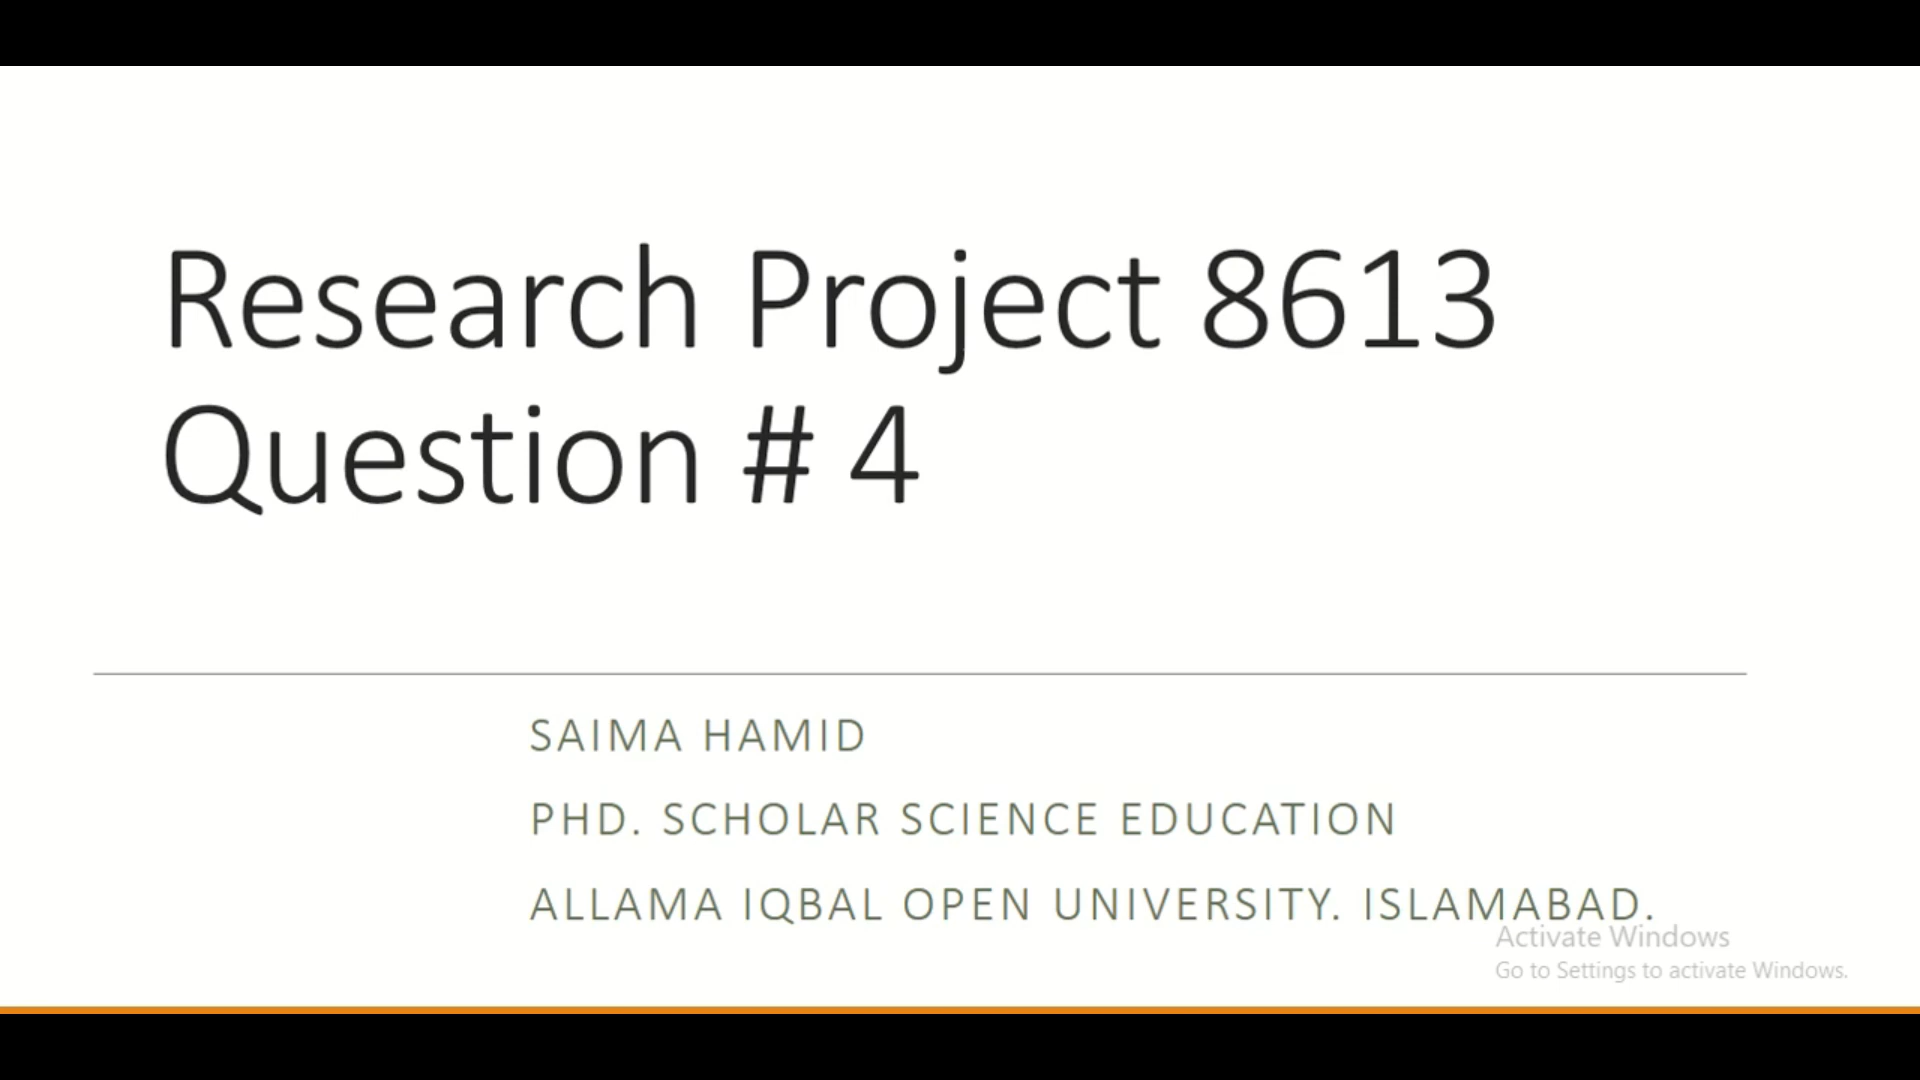 Research Project 8613
Question # 4
SAIMA HAMID
PHD. SCHOLAR SCIENCE EDUCATION
ALLAMA IQBAL OPEN UNIVERSITY. ISLAMABAD.
Activate Windows
Go to Settings to activate Windows.